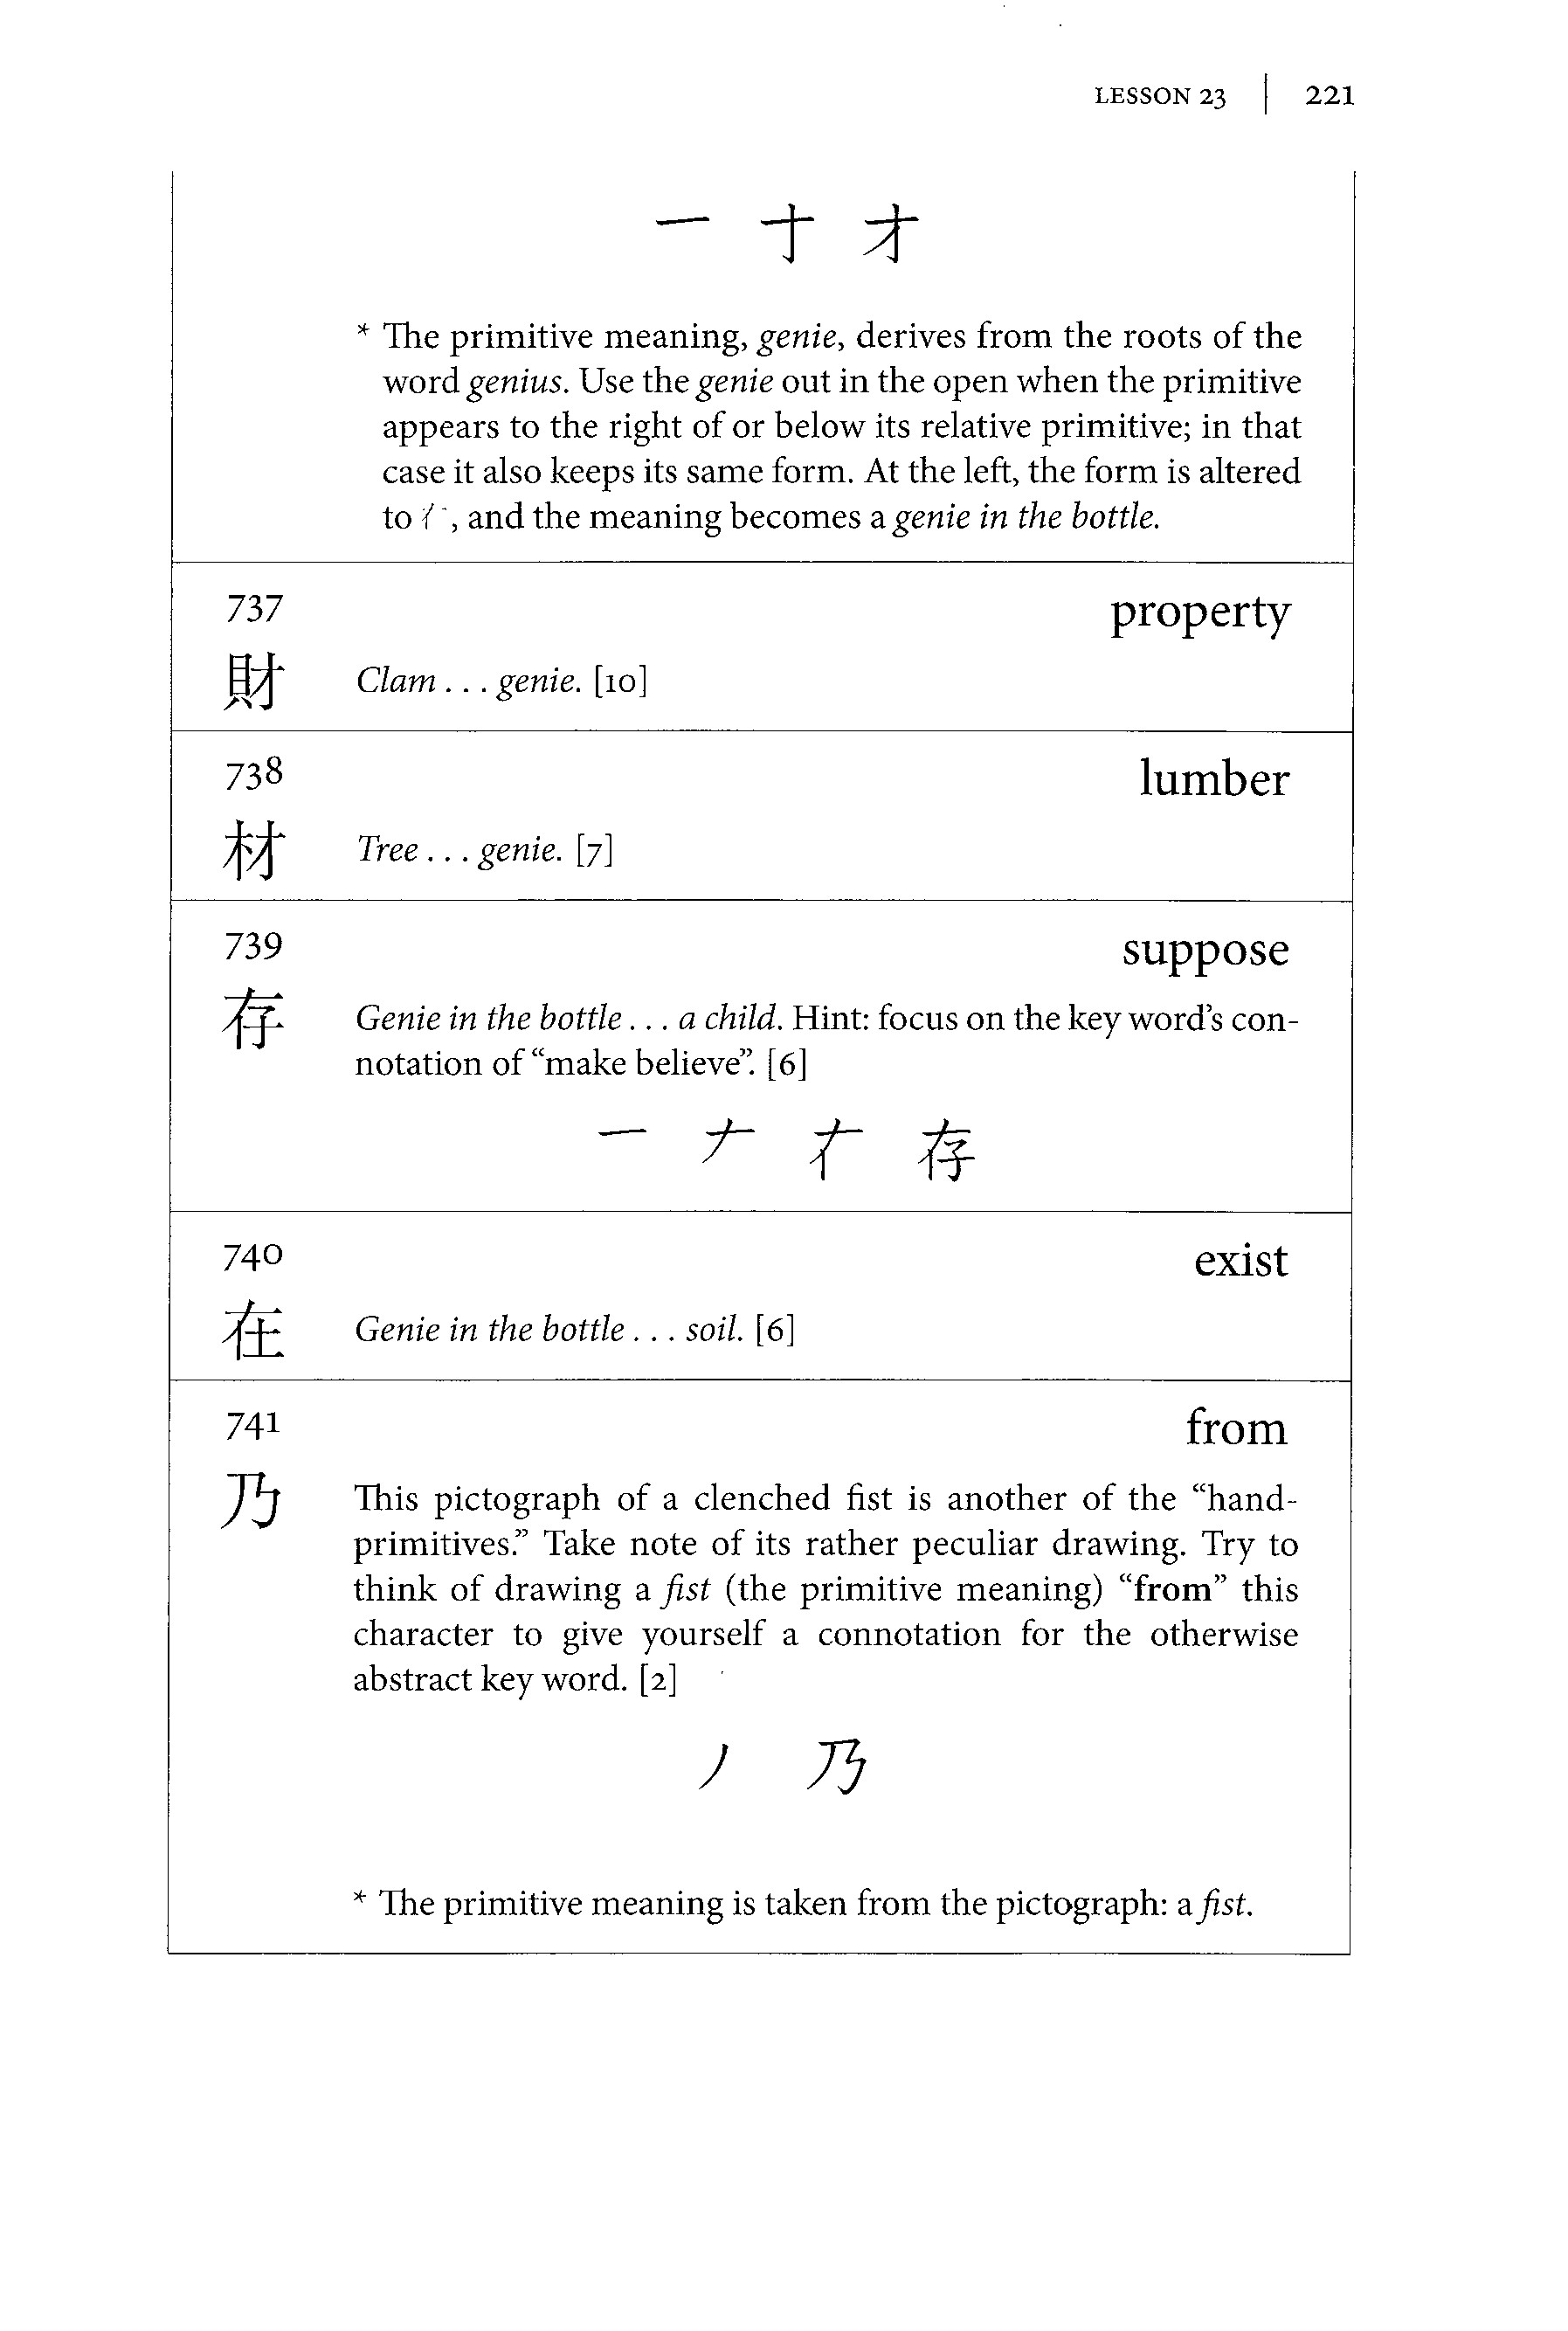 LESSON 23 | 221
一 十 才
* The primitive meaning, genie, derives from the roots of the
word genius. Use the genie out in the open when the primitive
appears to the right of or below its relative primitive; in that
case it also keeps its same form. At the left, the form is altered
to , and the meaning becomes a genie in the bottle.
737 property
財 Clam . . . genie. [10]
738 lumber
材 Tree . . . genie. [7]
739 suppose
存 Genie in the bottle . . . a child. Hint: focus on the key word’s con-
notation of “make believe”. [6]
一 𠂇 存
740 exist
在 Genie in the bottle . . . soil. [6]
741 from
乃 This pictograph of a clenched fist is another of the “hand-
primitives.” Take note of its rather peculiar drawing. Try to
think of drawing a fist (the primitive meaning) “from” this
character to give yourself a connotation for the otherwise
abstract key word. [2]
丿 乃
* The primitive meaning is taken from the pictograph: a fist.